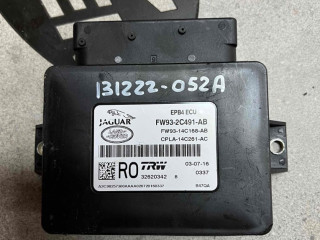 131222-052A
EPB4 ECU
JAGUAR
FW93-2C491-AB
FW93-14C168-AB
CPLA-14C261-AC
RO TRW 03-07-16
32620342 8 0337